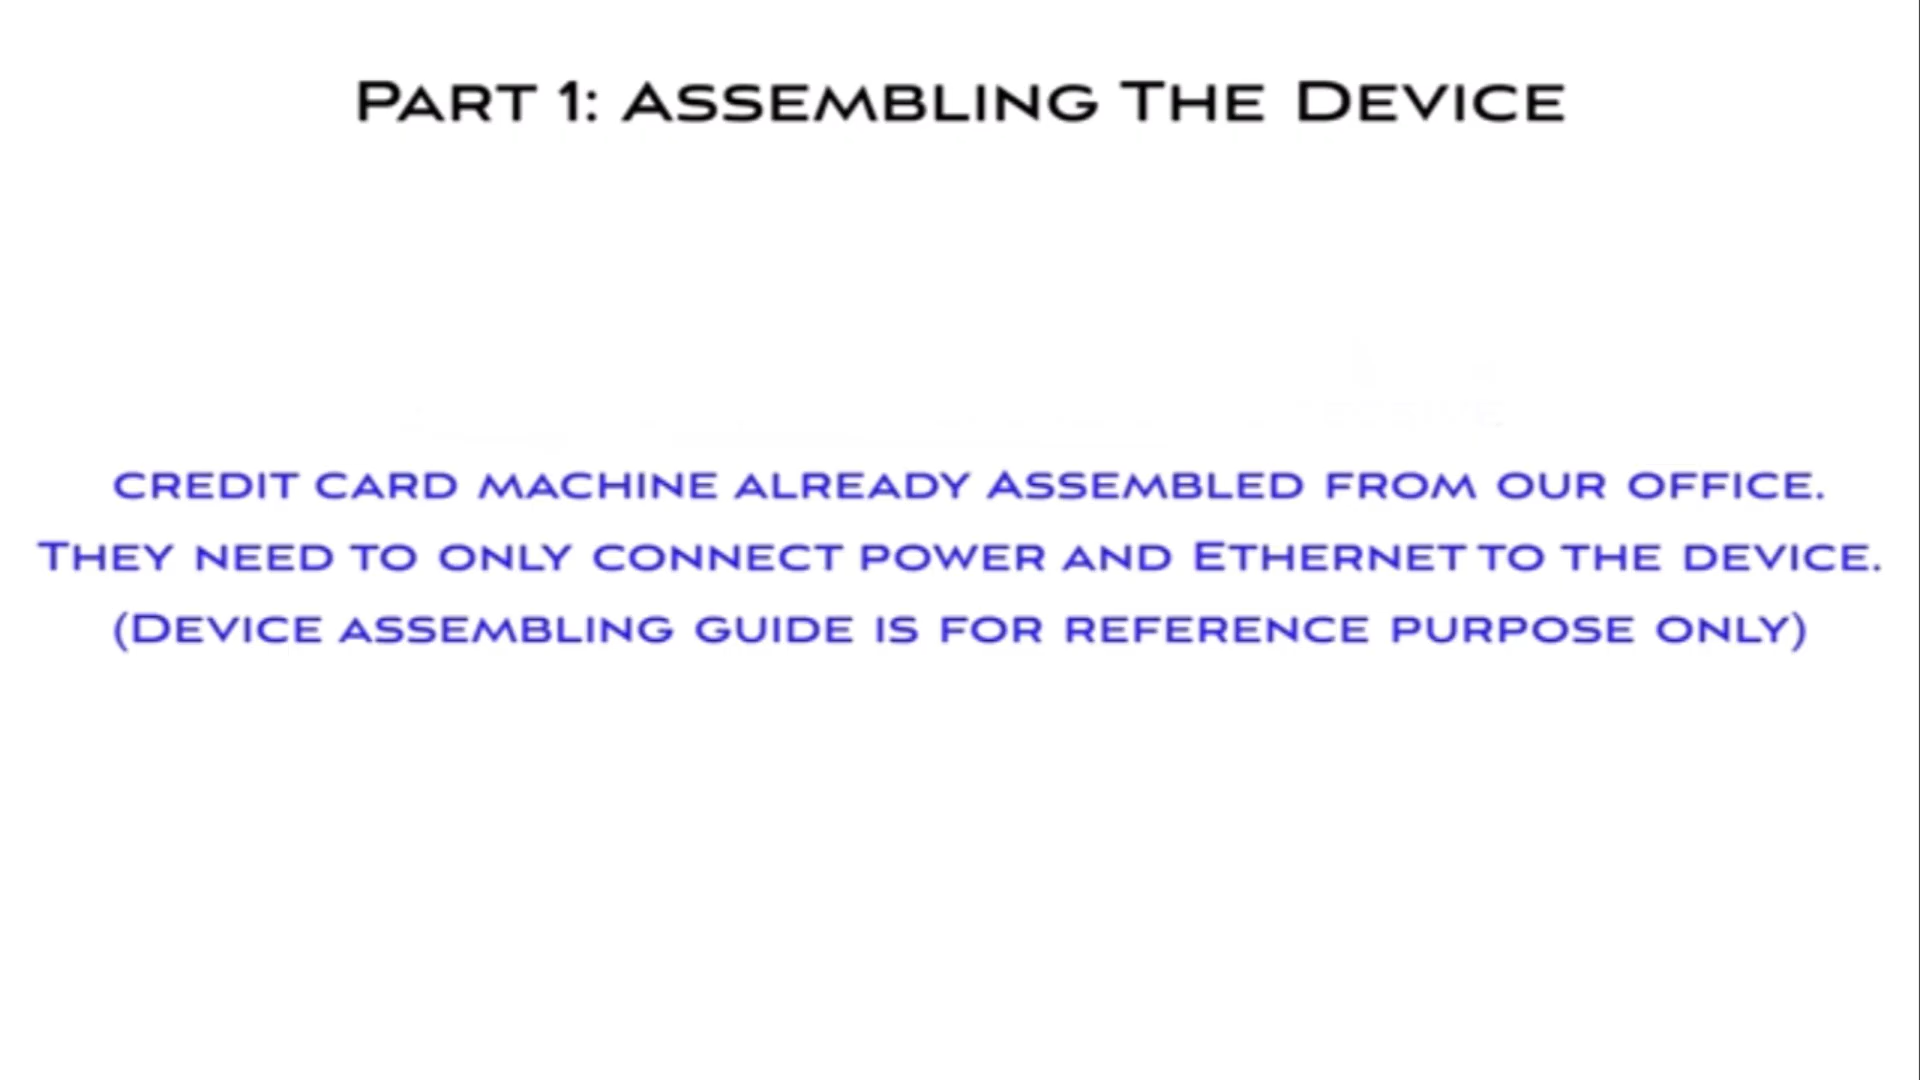 Part 1: Assembling The Device
credit card machine already Assembled from our office.
They need to only connect power and Ethernet to the device.
(Device assembling guide is for reference purpose only)